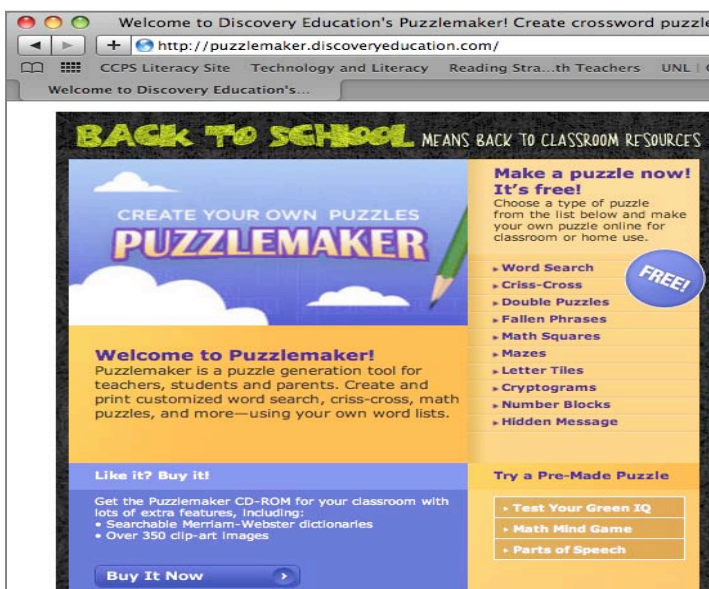 Welcome to Discovery Education's Puzzlemaker! Create crossword puzzle
http://puzzlemaker.discoveryeducation.com/
CCPS Literacy Site Technology and Literacy Reading Stra...th Teachers UNL
Welcome to Discovery Education's...
BACK TO SCHOOL MEANS BACK TO CLASSROOM RESOURCES
CREATE YOUR OWN PUZZLES
PUZZLEMAKER
Make a puzzle now!
It's free!
Choose a type of puzzle
from the list below and make
your own puzzle online for
classroom or home use.
FREE!
Word Search
Criss-Cross
Double Puzzles
Fallen Phrases
Math Squares
Mazes
Letter Tiles
Cryptograms
Number Blocks
Hidden Message
Welcome to Puzzlemaker!
Puzzlemaker is a puzzle generation tool for
teachers, students and parents. Create and
print customized word search, criss-cross, math
puzzles, and more—using your own word lists.
Like it? Buy it!
Get the Puzzlemaker CD-ROM for your classroom with
lots of extra features, including:
• Searchable Merriam-Webster dictionaries
• Over 350 clip-art images
Buy It Now
Try a Pre-Made Puzzle
Test Your Green IQ
Math Mind Game
Parts of Speech